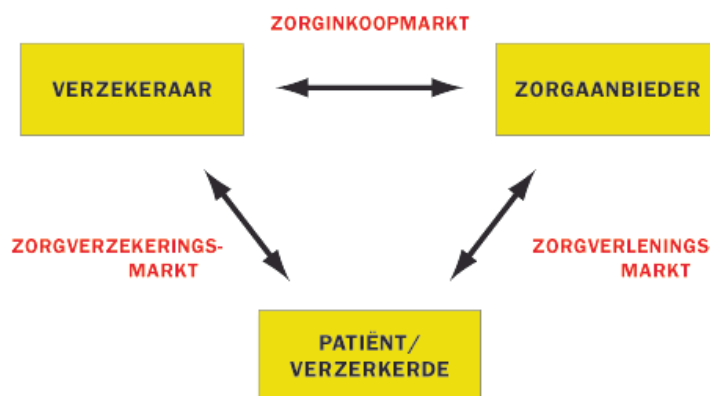 ZORGINKOOPMARKT
VERZEKERAAR
ZORGAANBIEDER
ZORGVERZEKERINGS-
MARKT
ZORGVERLENINGS-
MARKT
PATIËNT/
VERZERKERDE